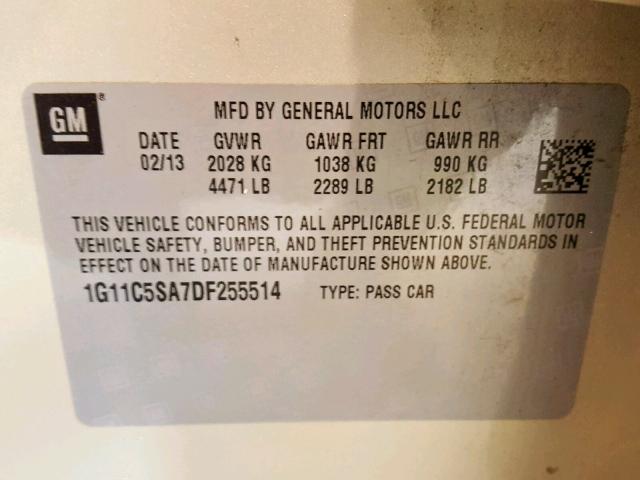 GM®
MFD BY GENERAL MOTORS LLC
DATE GVWR GAWR FRT GAWR RR
02/13 2028 KG 1038 KG 990 KG
4471 LB 2289 LB 2182 LB
THIS VEHICLE CONFORMS TO ALL APPLICABLE U.S. FEDERAL MOTOR
VEHICLE SAFETY, BUMPER, AND THEFT PREVENTION STANDARDS IN
EFFECT ON THE DATE OF MANUFACTURE SHOWN ABOVE.
1G11C5SA7DF255514 TYPE: PASS CAR